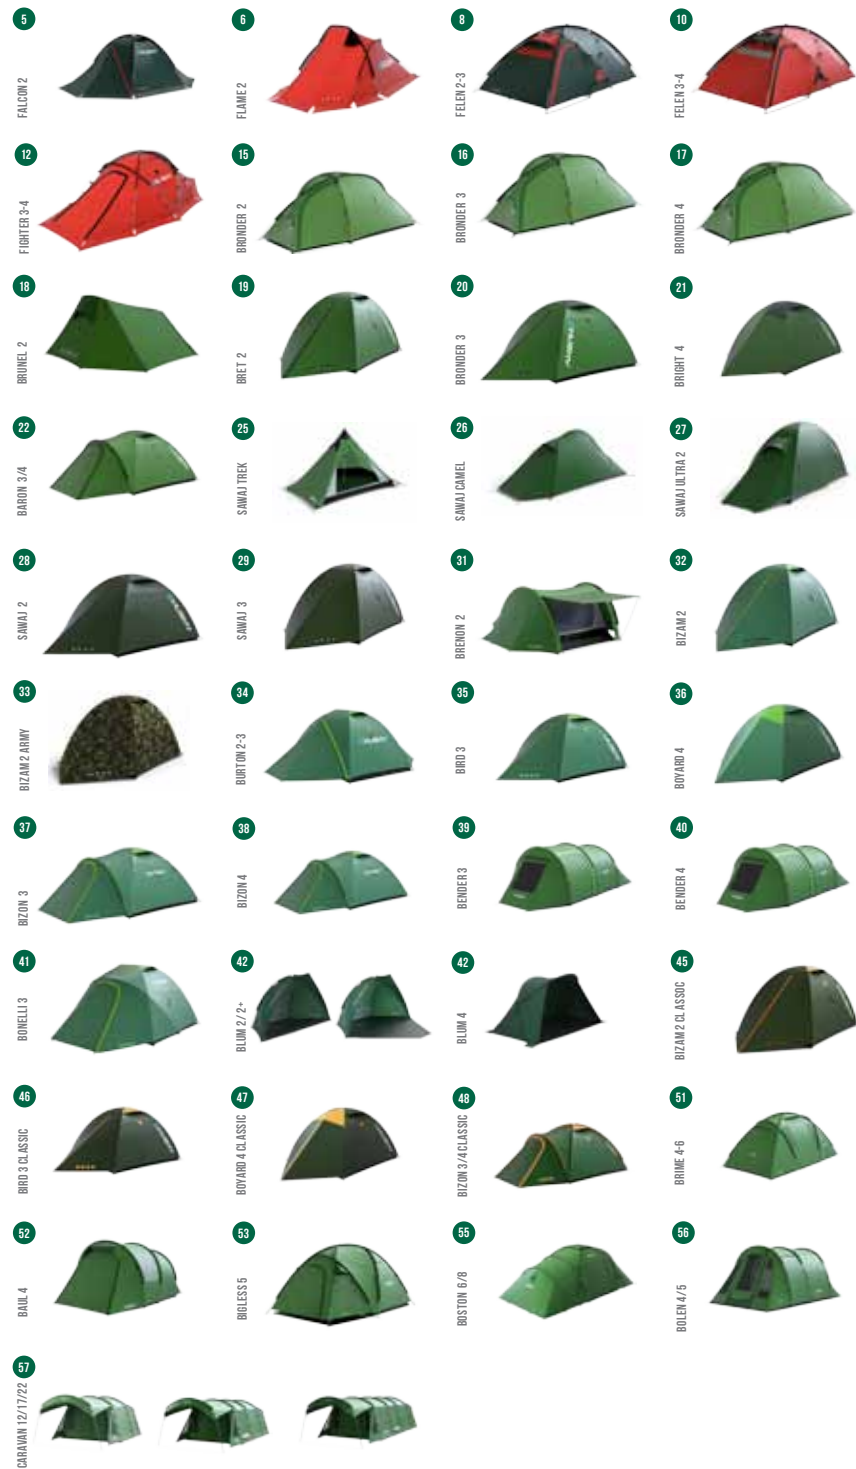 5
FALCON 2
6
FLAME 2
8
FELEN 2-3
10
FELEN 3-4
12
FIGHTER 3-4
15
BRONDER 2
16
BRONDER 3
17
BRONDER 4
18
BRUNEL 2
19
BRET 2
20
BRONDER 3
21
BRIGHT 4
22
BARON 3/4
25
SAWAJ TREK
26
SAWAJ CAMEL
27
SAWAJ ULTRA 2
28
SAWAJ 2
29
SAWAJ 3
31
BRENON 2
32
BIZAM 2
33
BIZAM 2 ARMY
34
BURTON 2-3
35
BIRD 3
36
BOYARD 4
37
BIZON 3
38
BIZON 4
39
BENDER 3
40
BENDER 4
41
BONELLI 3
42
BLUM 2/ 2+
42
BLUM 4
45
BIZAM 2 CLASSOC
46
BIRD 3 CLASSIC
47
BOYARD 4 CLASSIC
48
BIZON 3/4 CLASSIC
51
BRIME 4-6
52
BAUL 4
53
BIGLESS 5
55
BOSTON 6/8
56
BOLEN 4/5
57
CARAVAN 12/17/22